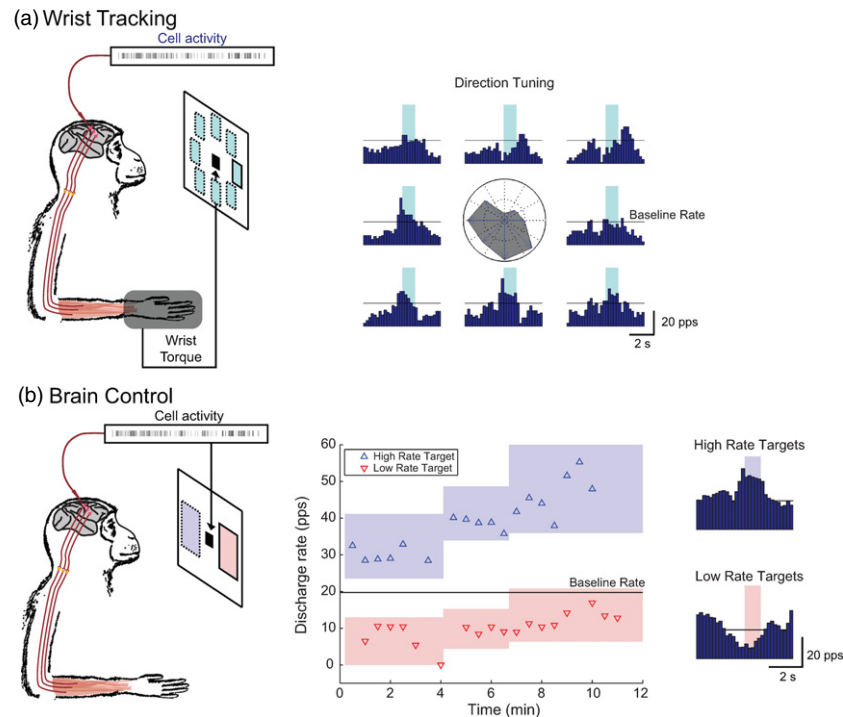 (a) Wrist Tracking
Cell activity
Direction Tuning
Baseline Rate
Wrist
Torque
20 pps
2 s
(b) Brain Control
Cell activity
High Rate Target
Low Rate Target
Baseline Rate
Discharge rate (pps)
60
50
40
30
20
10
0
0 2 4 6 8 10 12
Time (min)
High Rate Targets
Low Rate Targets
20 pps
2 s